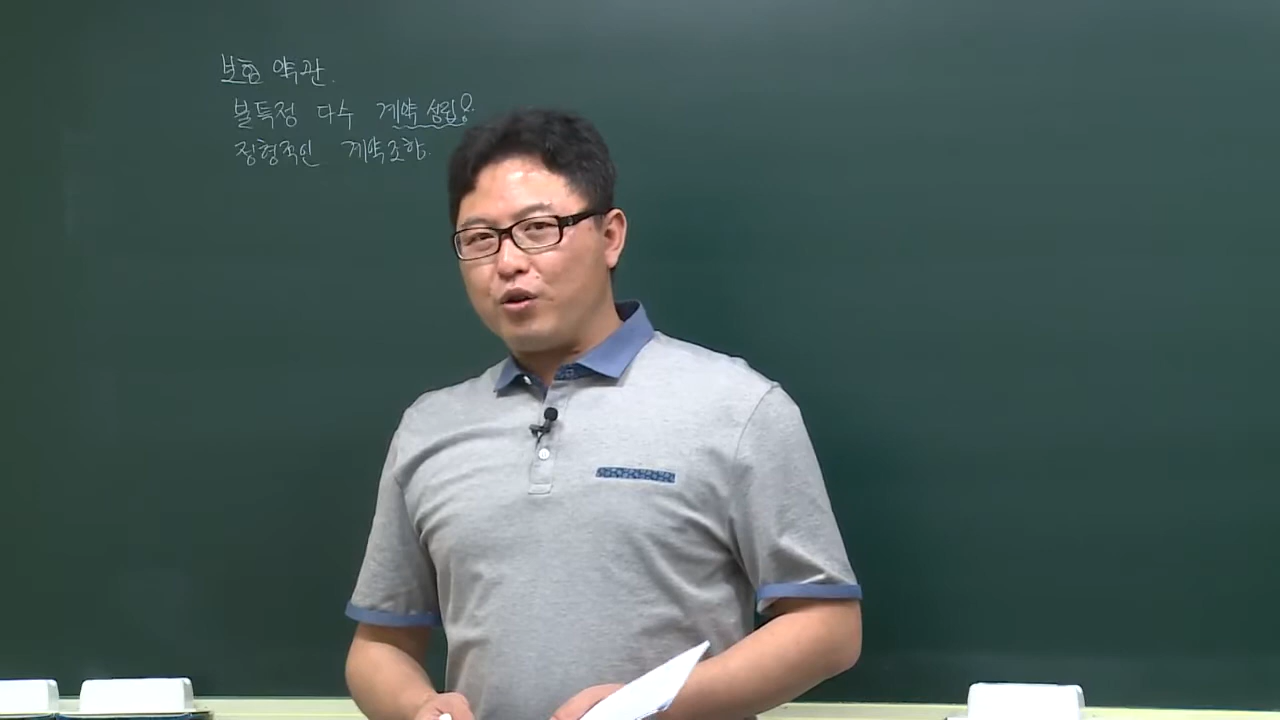 보험 약관.
불특정 다수 계약 성립
정형적인 계약조항.